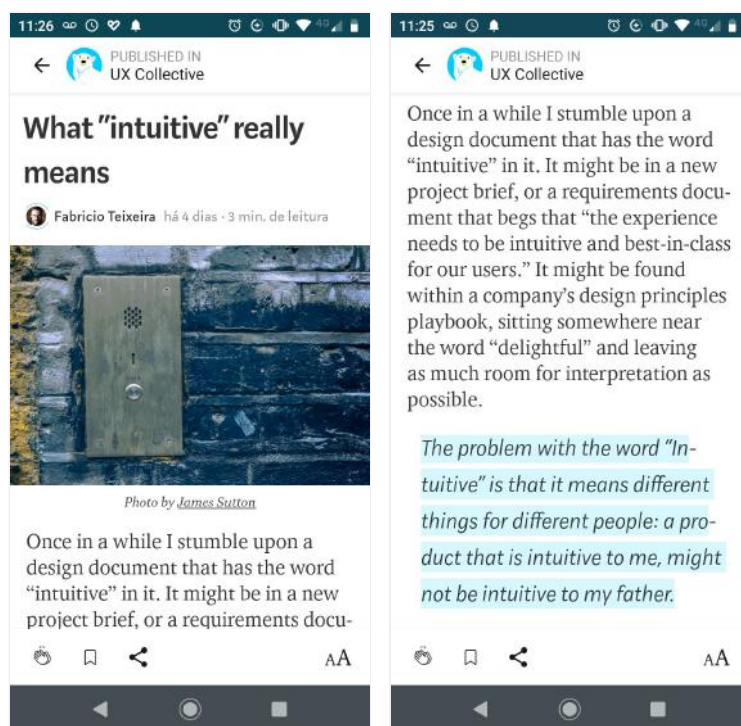 11:26
4G
PUBLISHED IN
UX Collective
What "intuitive" really
means
Fabricio Teixeira há 4 dias · 3 min. de leitura
Photo by James Sutton
Once in a while I stumble upon a
design document that has the word
“intuitive” in it. It might be in a new
project brief, or a requirements docu-
AA
11:25
4G
PUBLISHED IN
UX Collective
Once in a while I stumble upon a
design document that has the word
“intuitive” in it. It might be in a new
project brief, or a requirements docu-
ment that begs that “the experience
needs to be intuitive and best-in-class
for our users.” It might be found
within a company’s design principles
playbook, sitting somewhere near
the word “delightful” and leaving
as much room for interpretation as
possible.
The problem with the word “In-
tuitive” is that it means different
things for different people: a pro-
duct that is intuitive to me, might
not be intuitive to my father.
AA